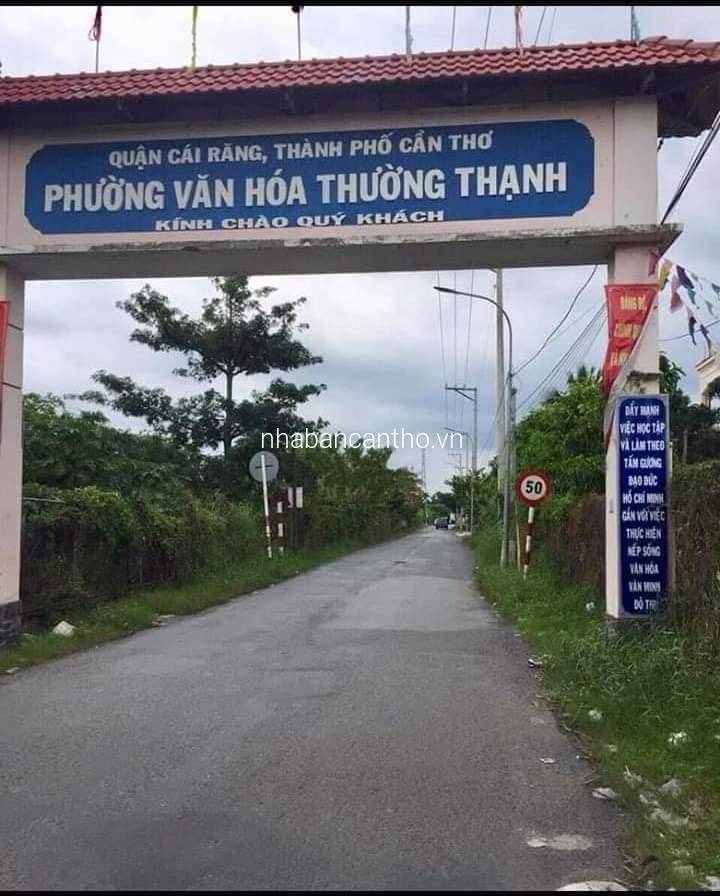 QUẬN CÁI RĂNG, THÀNH PHỐ CẦN THƠ
PHƯỜNG VĂN HÓA THƯỜNG THẠNH
KÍNH CHÀO QUÝ KHÁCH
ĐẢNG BỘ,
nhabancantho.vn
50
ĐẨY MẠNH
VIỆC HỌC TẬP
VÀ LÀM THEO
TẤM GƯƠNG
ĐẠO ĐỨC
HỒ CHÍ MINH
GẮN VỚI VIỆC
THỰC HIỆN
NẾP SỐNG
VĂN HÓA
VĂN MINH
ĐÔ THỊ